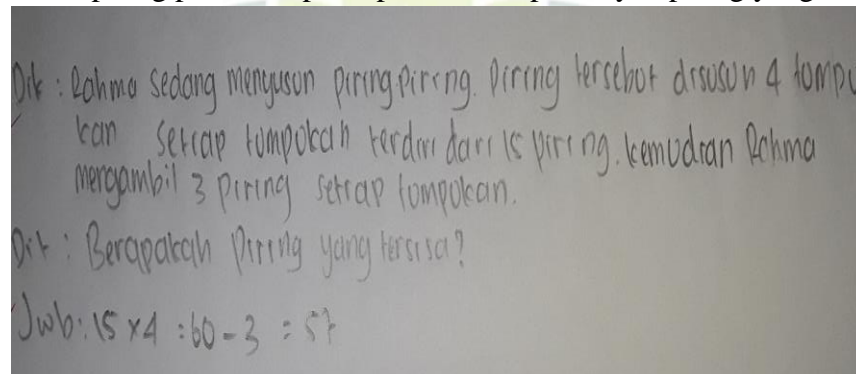 Dik : Rahma sedang menyusun piring-piring. Piring tersebut disusun 4 tumpu
kan setiap tumpukan terdiri dari 15 piring. kemudian Rahma
mengambil 3 piring setiap tumpukan.
Dit : Berapakah Piring yang tersisa?
Jwb: 15 x 4 = 60 - 3 = 57